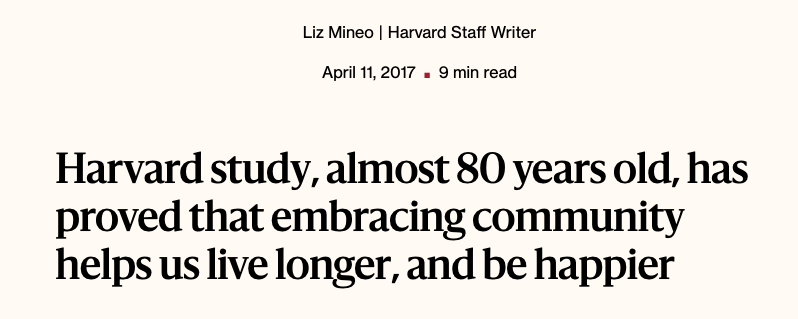 Liz Mineo | Harvard Staff Writer
April 11, 2017 ▪ 9 min read
Harvard study, almost 80 years old, has
proved that embracing community
helps us live longer, and be happier